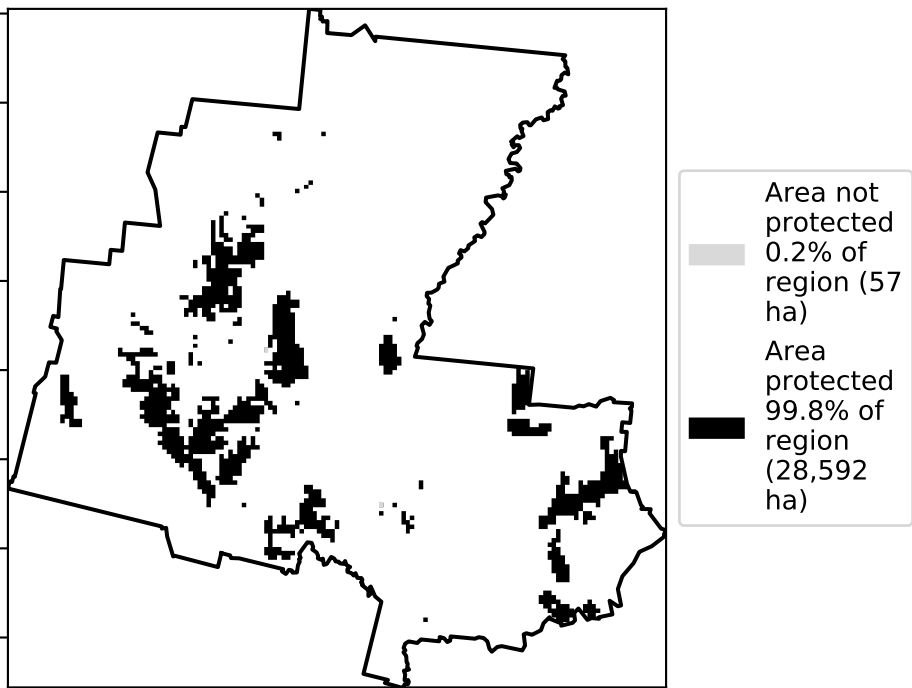 Area not
protected
0.2% of
region (57
ha)
Area
protected
99.8% of
region
(28,592
ha)